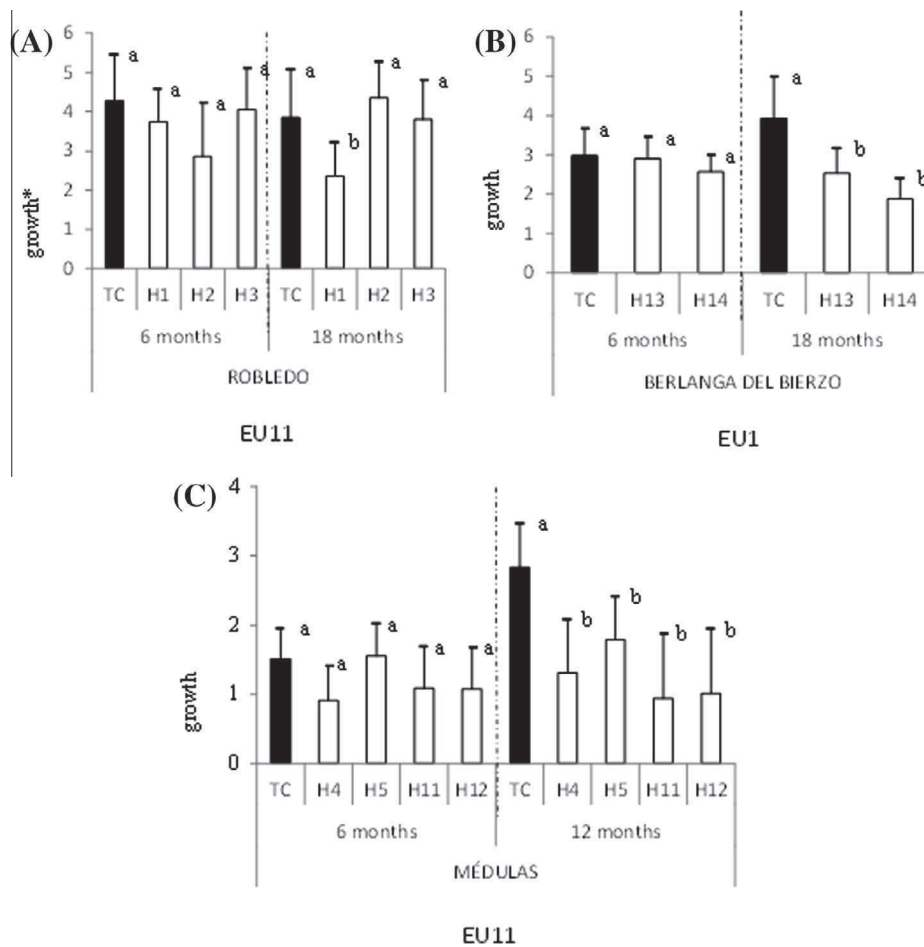 (A)
6
5
4
3
2
1
0
growth*
a a a a a b a a
TC H1 H2 H3 TC H1 H2 H3
6 months 18 months
ROBLEDO
EU11
(B)
6
5
4
3
2
1
0
growth
a a a a b b
TC H13 H14 TC H13 H14
6 months 18 months
BERLANGA DEL BIERZO
EU1
(C)
4
3
2
1
0
growth
a a a a a a b b b b
TC H4 H5 H11 H12 TC H4 H5 H11 H12
6 months 12 months
MÉDULAS
EU11